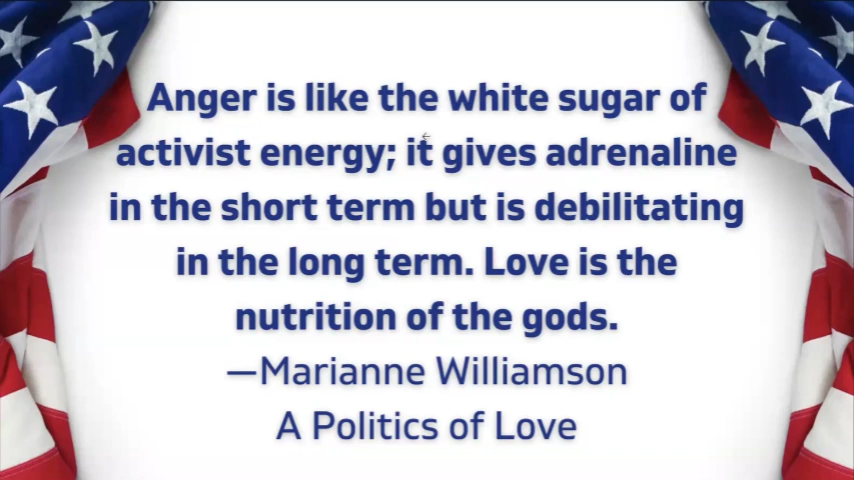 Anger is like the white sugar of
activist energy; it gives adrenaline
in the short term but is debilitating
in the long term. Love is the
nutrition of the gods.
—Marianne Williamson
A Politics of Love